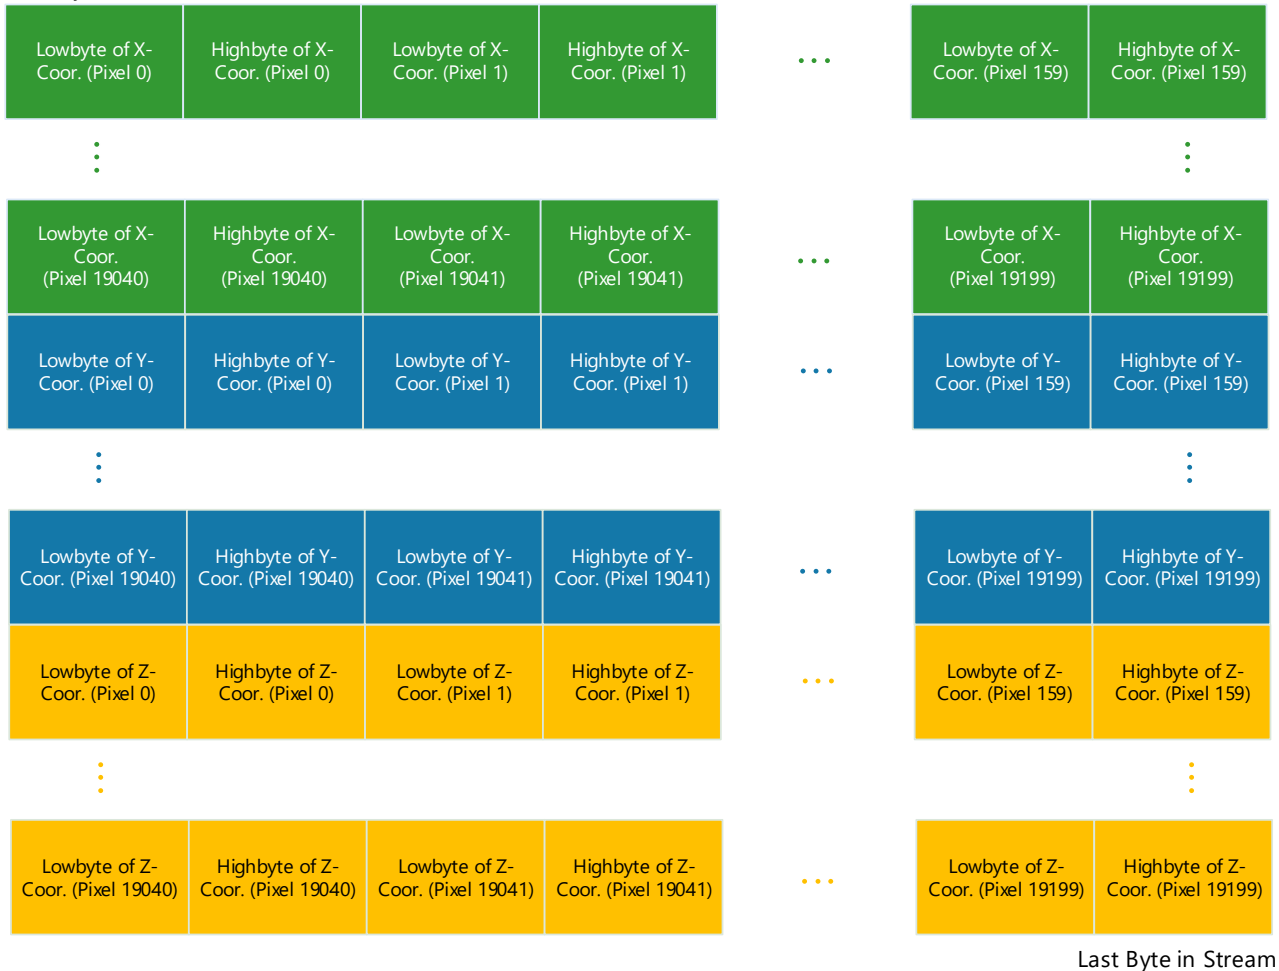 Lowbyte of X- Highbyte of X- Lowbyte of X- Highbyte of X- ... Lowbyte of X- Highbyte of X-
Coor. (Pixel 0) Coor. (Pixel 0) Coor. (Pixel 1) Coor. (Pixel 1) Coor. (Pixel 159) Coor. (Pixel 159)
Lowbyte of X- Highbyte of X- Lowbyte of X- Highbyte of X- Lowbyte of X- Highbyte of X-
Coor. Coor. Coor. Coor. ... Coor. Coor.
(Pixel 19040) (Pixel 19040) (Pixel 19041) (Pixel 19041) (Pixel 19199) (Pixel 19199)
Lowbyte of Y- Highbyte of Y- Lowbyte of Y- Highbyte of Y- ... Lowbyte of Y- Highbyte of Y-
Coor. (Pixel 0) Coor. (Pixel 0) Coor. (Pixel 1) Coor. (Pixel 1) Coor. (Pixel 159) Coor. (Pixel 159)
Lowbyte of Y- Highbyte of Y- Lowbyte of Y- Highbyte of Y- ... Lowbyte of Y- Highbyte of Y-
Coor. (Pixel 19040) Coor. (Pixel 19040) Coor. (Pixel 19041) Coor. (Pixel 19041) Coor. (Pixel 19199) Coor. (Pixel 19199)
Lowbyte of Z- Highbyte of Z- Lowbyte of Z- Highbyte of Z- ... Lowbyte of Z- Highbyte of Z-
Coor. (Pixel 0) Coor. (Pixel 0) Coor. (Pixel 1) Coor. (Pixel 1) Coor. (Pixel 159) Coor. (Pixel 159)
Lowbyte of Z- Highbyte of Z- Lowbyte of Z- Highbyte of Z- ... Lowbyte of Z- Highbyte of Z-
Coor. (Pixel 19040) Coor. (Pixel 19040) Coor. (Pixel 19041) Coor. (Pixel 19041) Coor. (Pixel 19199) Coor. (Pixel 19199)
Last Byte in Stream